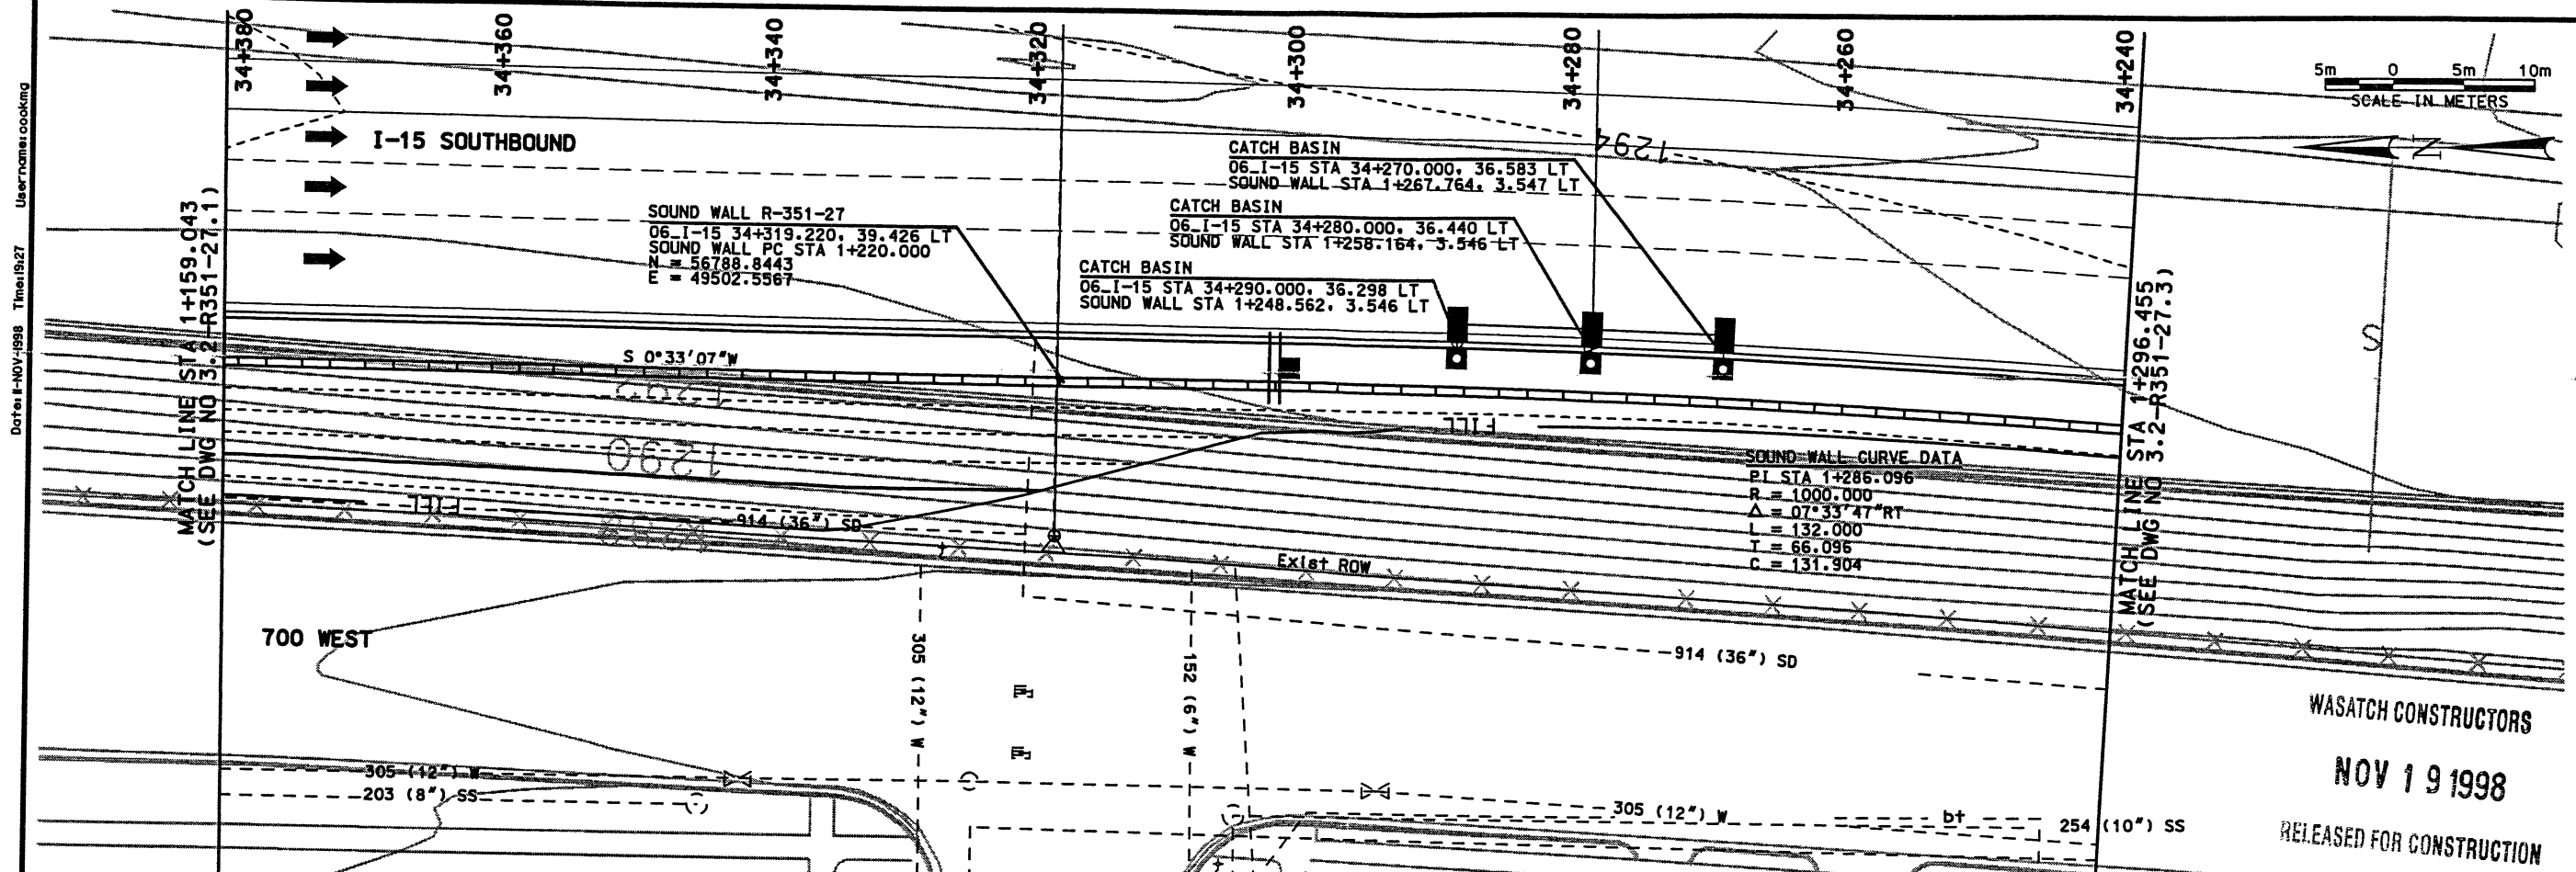 34+380
34+360
34+340
34+320
34+300
34+280
34+260
34+240
5m 0 5m 10m
SCALE IN METERS
N
Date:11-NOV-1998 Time:19:27 Username:cookmg
I-15 SOUTHBOUND
1294
CATCH BASIN
06_I-15 STA 34+270.000, 36.583 LT
SOUND WALL STA 1+267.764, 3.547 LT
CATCH BASIN
06_I-15 STA 34+280.000, 36.440 LT
SOUND WALL STA 1+258.164, 3.546 LT
CATCH BASIN
06_I-15 STA 34+290.000, 36.298 LT
SOUND WALL STA 1+248.562, 3.546 LT
SOUND WALL R-351-27
06_I-15 34+319.220, 39.426 LT
SOUND WALL PC STA 1+220.000
N = 56788.8443
E = 49502.5567
MATCH LINE STA 1+159.043
(SEE DWG NO 3.2-R351-27.1)
MATCH LINE STA 1+296.455
(SEE DWG NO 3.2-R351-27.3)
S
S 0°33'07"W
1290
FILL
FILL
914 (36") SD
Exist ROW
SOUND WALL CURVE DATA
PI STA 1+286.096
R = 1000.000
Δ = 07°33'47"RT
L = 132.000
T = 66.096
C = 131.904
700 WEST
305 (12") W
152 (6") W
914 (36") SD
305 (12") W
203 (8") SS
305 (12") W
bt
254 (10") SS
WASATCH CONSTRUCTORS
NOV 19 1998
RELEASED FOR CONSTRUCTION